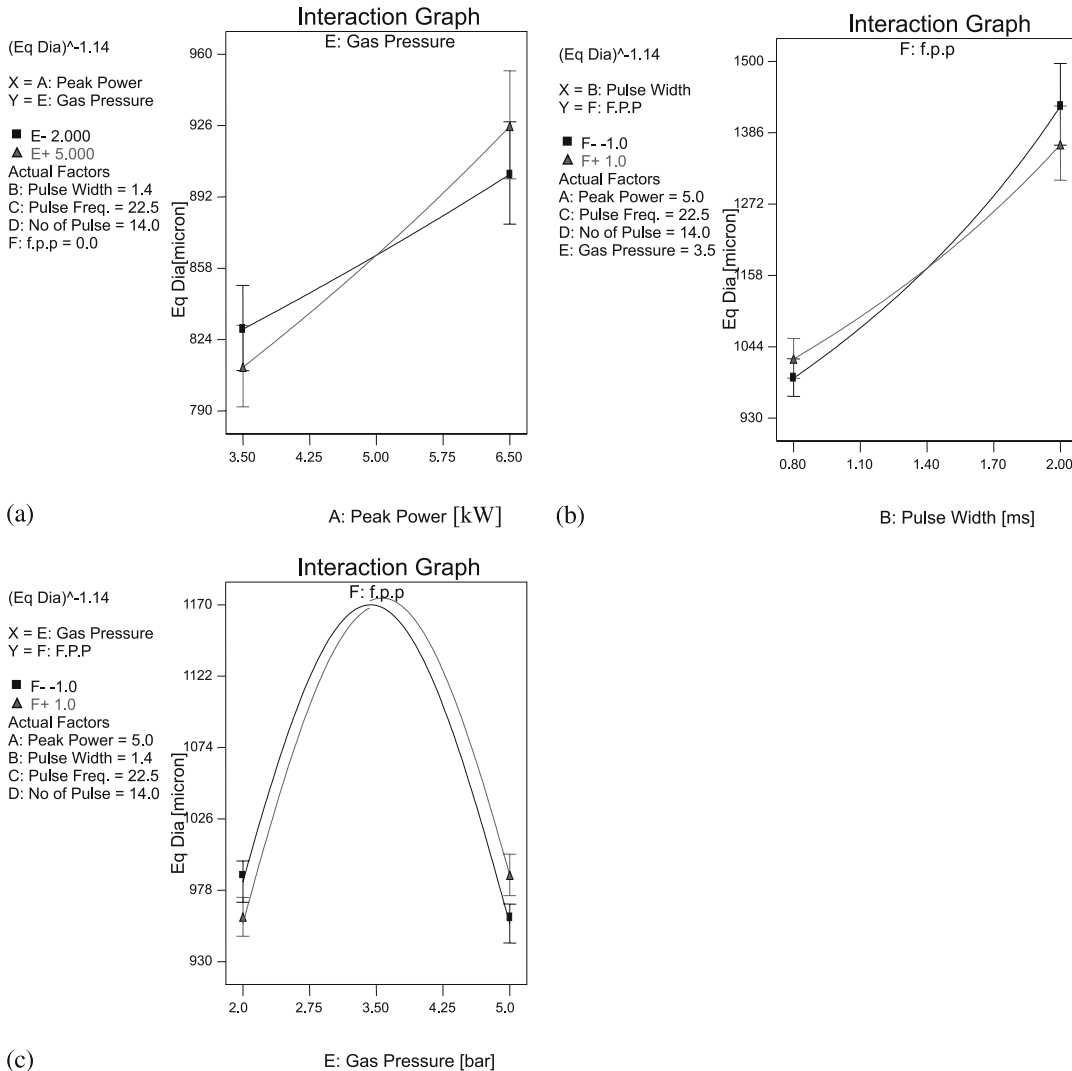 Interaction Graph
E: Gas Pressure
(Eq Dia)^-1.14
X = A: Peak Power
Y = E: Gas Pressure
E- 2.000
E+ 5.000
Actual Factors
B: Pulse Width = 1.4
C: Pulse Freq. = 22.5
D: No of Pulse = 14.0
F: f.p.p = 0.0
Eq Dia[micron]
960
926
892
858
824
790
3.50 4.25 5.00 5.75 6.50
A: Peak Power [kW]
(a)
Interaction Graph
F: f.p.p
(Eq Dia)^-1.14
X = B: Pulse Width
Y = F: F.P.P
F- -1.0
F+ 1.0
Actual Factors
A: Peak Power = 5.0
C: Pulse Freq. = 22.5
D: No of Pulse = 14.0
E: Gas Pressure = 3.5
Eq Dia [micron]
1500
1386
1272
1158
1044
930
0.80 1.10 1.40 1.70 2.00
B: Pulse Width [ms]
(b)
Interaction Graph
F: f.p.p
(Eq Dia)^-1.14
X = E: Gas Pressure
Y = F: F.P.P
F- -1.0
F+ 1.0
Actual Factors
A: Peak Power = 5.0
B: Pulse Width = 1.4
C: Pulse Freq. = 22.5
D: No of Pulse = 14.0
Eq Dia [micron]
1170
1122
1074
1026
978
930
2.0 2.75 3.50 4.25 5.0
E: Gas Pressure [bar]
(c)